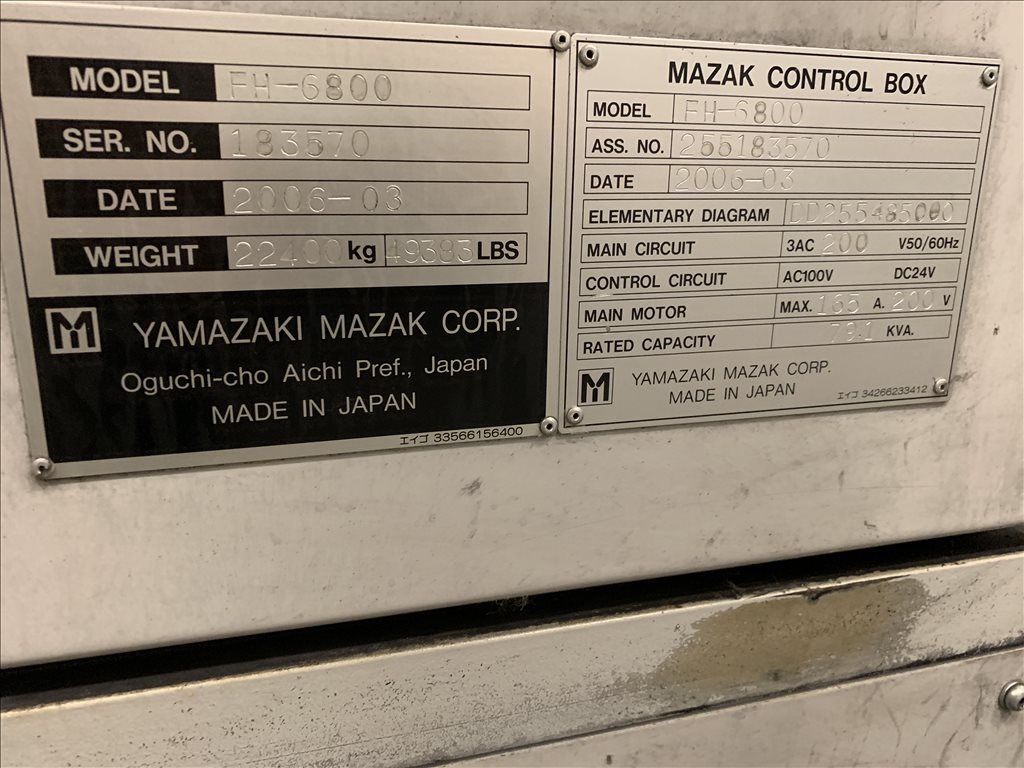 MODEL FH-6800
SER. NO. 183570
DATE 2006-03
WEIGHT 22400 kg 49383 LBS
YAMAZAKI MAZAK CORP.
Oguchi-cho Aichi Pref., Japan
MADE IN JAPAN
エイコ 33566156400
MAZAK CONTROL BOX
MODEL FH-6800
ASS. NO. 255183570
DATE 2006-03
ELEMENTARY DIAGRAM DD255485000
MAIN CIRCUIT 3AC 200 V50/60Hz
CONTROL CIRCUIT AC100V DC24V
MAIN MOTOR MAX. 165 A. 200 V
RATED CAPACITY 79.1 KVA.
YAMAZAKI MAZAK CORP.
MADE IN JAPAN
エイコ 34266233412